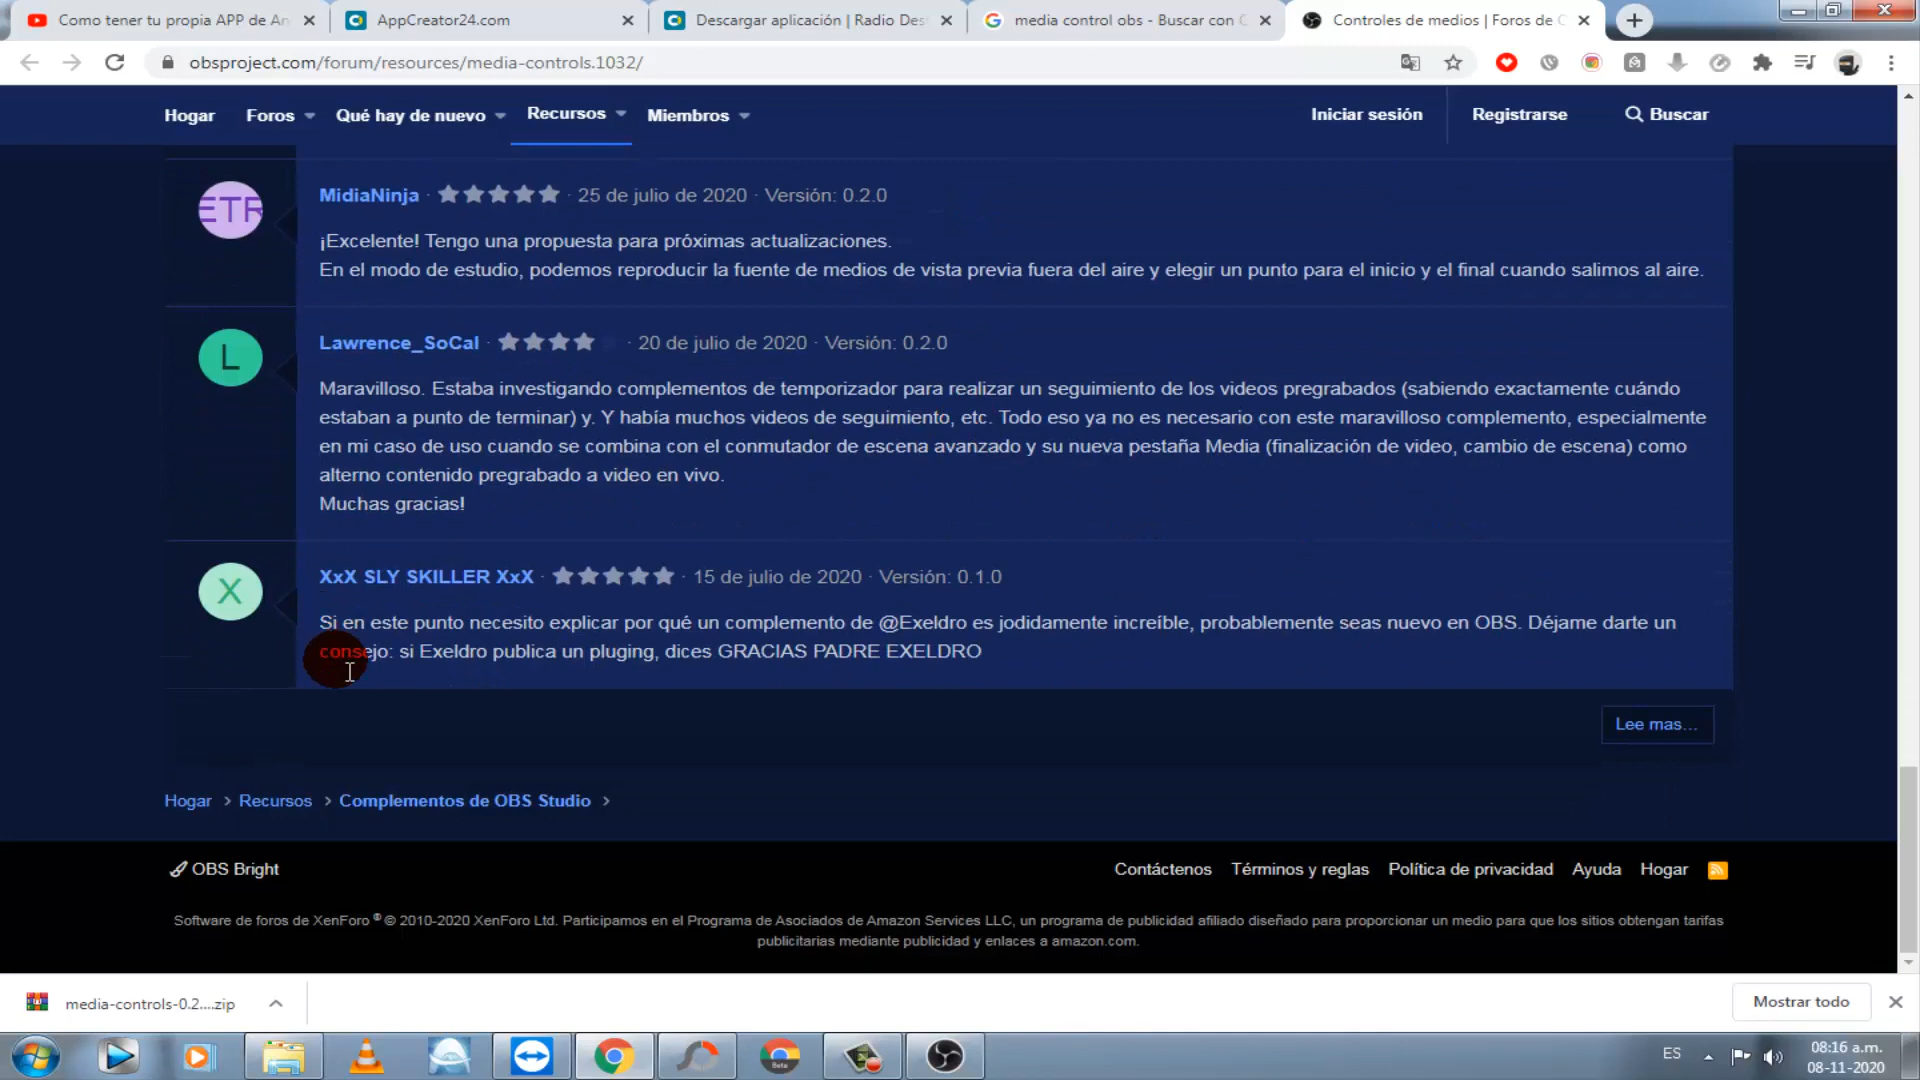 Como tener tu propia APP de An
AppCreator24.com
Descargar aplicación | Radio Des
media control obs - Buscar con G
Controles de medios | Foros de O
obsproject.com/forum/resources/media-controls.1032/
Hogar Foros Qué hay de nuevo Recursos Miembros Iniciar sesión Registrarse Buscar
ETR
MidiaNinja · 25 de julio de 2020 · Versión: 0.2.0
¡Excelente! Tengo una propuesta para próximas actualizaciones.
En el modo de estudio, podemos reproducir la fuente de medios de vista previa fuera del aire y elegir un punto para el inicio y el final cuando salimos al aire.
L
Lawrence_SoCal · 20 de julio de 2020 · Versión: 0.2.0
Maravilloso. Estaba investigando complementos de temporizador para realizar un seguimiento de los videos pregrabados (sabiendo exactamente cuándo
estaban a punto de terminar) y. Y había muchos videos de seguimiento, etc. Todo eso ya no es necesario con este maravilloso complemento, especialmente
en mi caso de uso cuando se combina con el conmutador de escena avanzado y su nueva pestaña Media (finalización de video, cambio de escena) como
alterno contenido pregrabado a video en vivo.
Muchas gracias!
X
XxX SLY SKILLER XxX · 15 de julio de 2020 · Versión: 0.1.0
Si en este punto necesito explicar por qué un complemento de @Exeldro es jodidamente increíble, probablemente seas nuevo en OBS. Déjame darte un
consejo: si Exeldro publica un pluging, dices GRACIAS PADRE EXELDRO
Lee mas…
Hogar > Recursos > Complementos de OBS Studio >
OBS Bright Contáctenos Términos y reglas Política de privacidad Ayuda Hogar
Software de foros de XenForo ® © 2010-2020 XenForo Ltd. Participamos en el Programa de Asociados de Amazon Services LLC, un programa de publicidad afiliado diseñado para proporcionar un medio para que los sitios obtengan tarifas
publicitarias mediante publicidad y enlaces a amazon.com.
media-controls-0.2....zip
Mostrar todo
Beta
ES
08:16 a.m.
08-11-2020